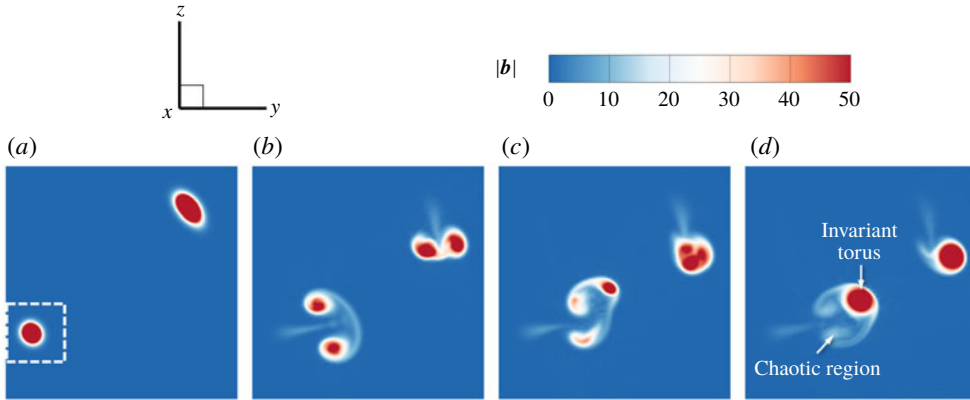 z
x
y
|b|
0 10 20 30 40 50
(a) (b) (c) (d)
Invariant
torus
Chaotic region